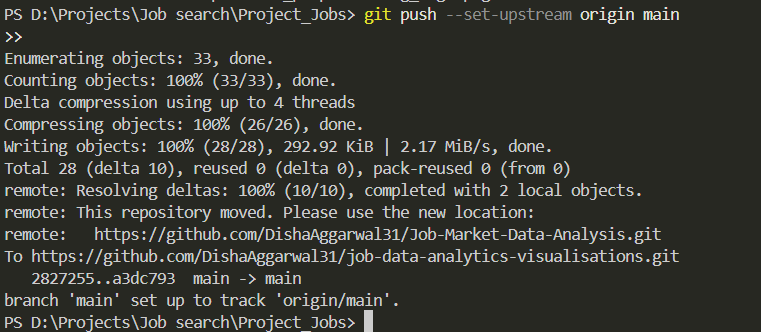 PS D:\Projects\Job search\Project_Jobs> git push --set-upstream origin main
>>
Enumerating objects: 33, done.
Counting objects: 100% (33/33), done.
Delta compression using up to 4 threads
Compressing objects: 100% (26/26), done.
Writing objects: 100% (28/28), 292.92 KiB | 2.17 MiB/s, done.
Total 28 (delta 10), reused 0 (delta 0), pack-reused 0 (from 0)
remote: Resolving deltas: 100% (10/10), completed with 2 local objects.
remote: This repository moved. Please use the new location:
remote:   https://github.com/DishaAggarwal31/Job-Market-Data-Analysis.git
To https://github.com/DishaAggarwal31/job-data-analytics-visualisations.git
   2827255..a3dc793  main -> main
branch 'main' set up to track 'origin/main'.
PS D:\Projects\Job search\Project_Jobs>